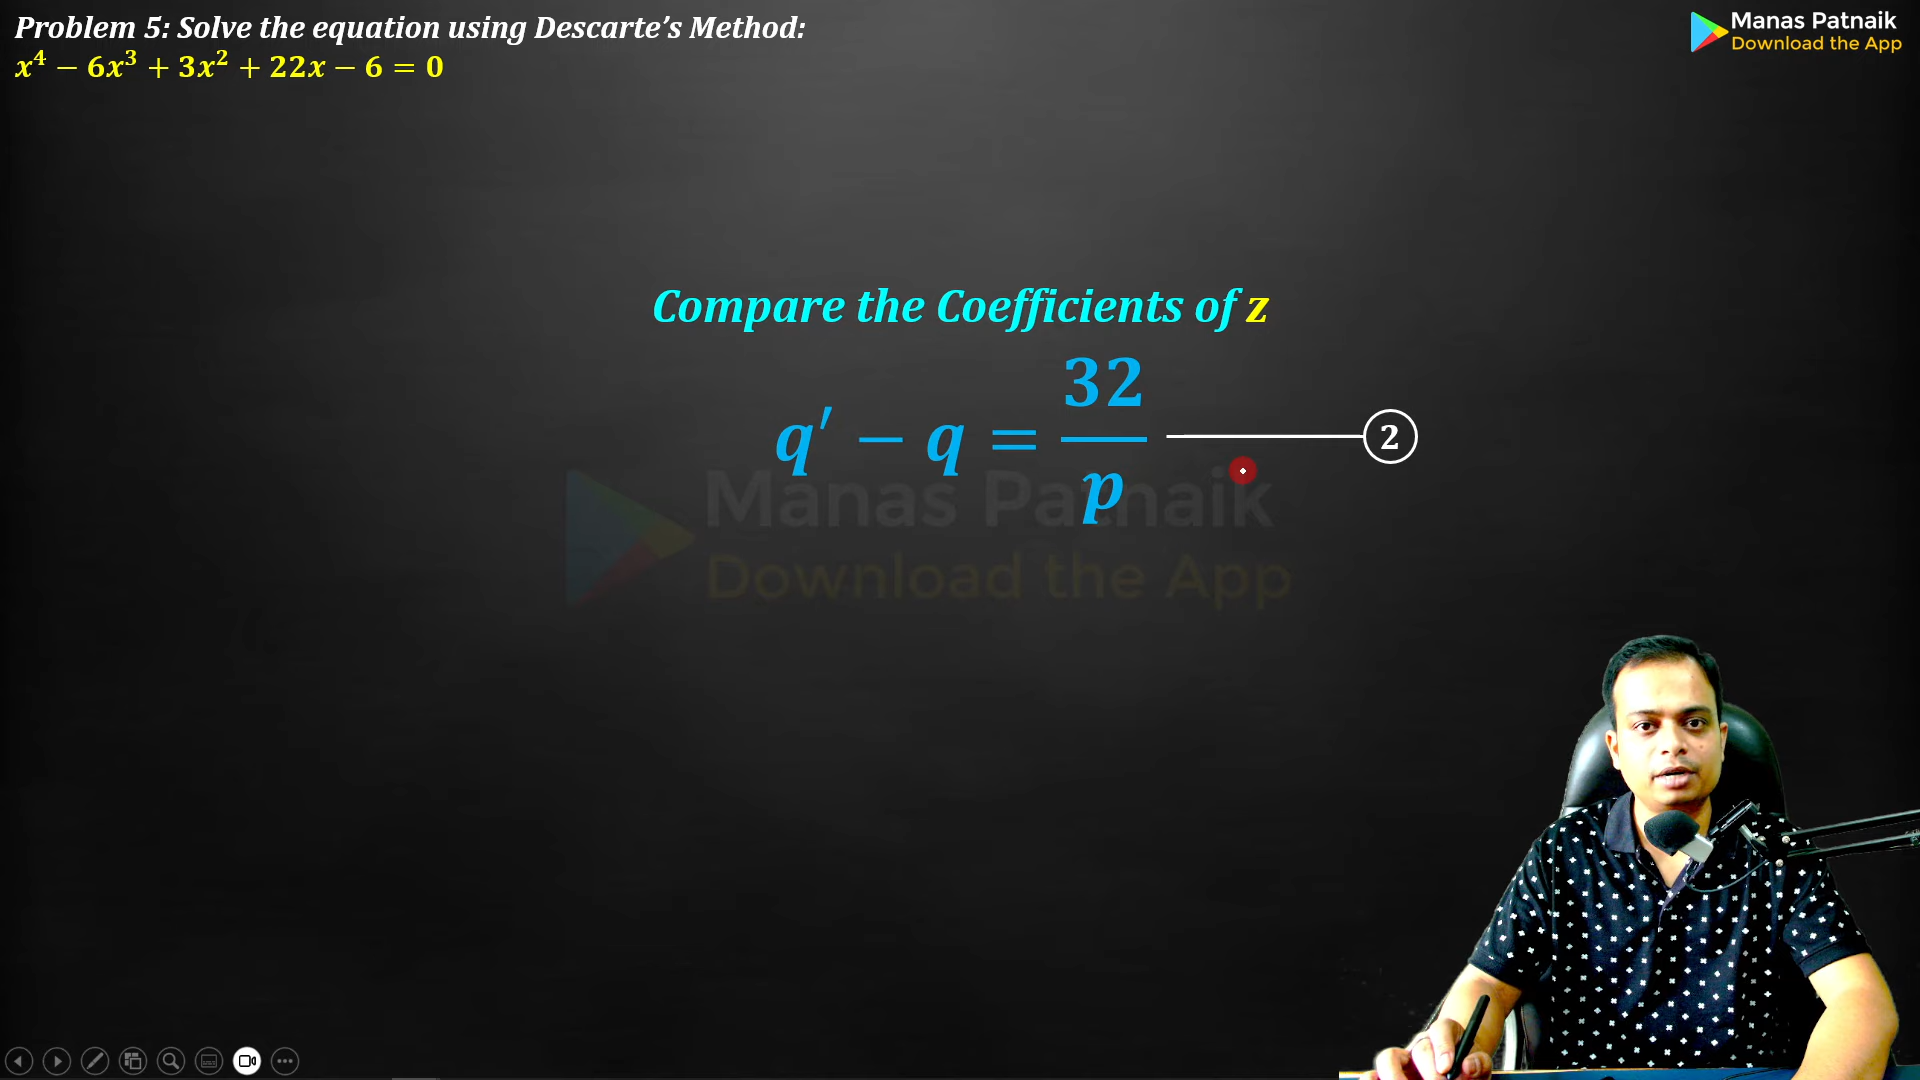 Problem 5: Solve the equation using Descarte's Method:
x⁴ − 6x³ + 3x² + 22x − 6 = 0
Manas Patnaik
Download the App
Compare the Coefficients of z
q′ − q = 32/p
2
Manas Patnaik
Download the App